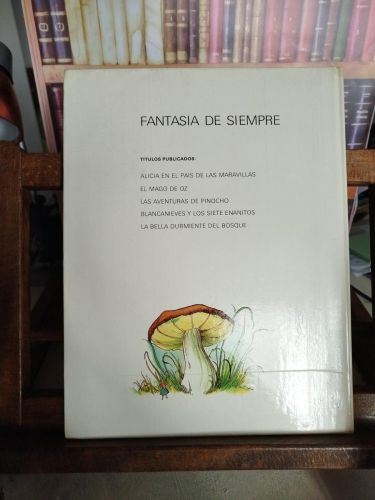 FANTASIA DE SIEMPRE
TITULOS PUBLICADOS:
ALICIA EN EL PAIS DE LAS MARAVILLAS
EL MAGO DE OZ
LAS AVENTURAS DE PINOCHO
BLANCANIEVES Y LOS SIETE ENANITOS
LA BELLA DURMIENTE DEL BOSQUE